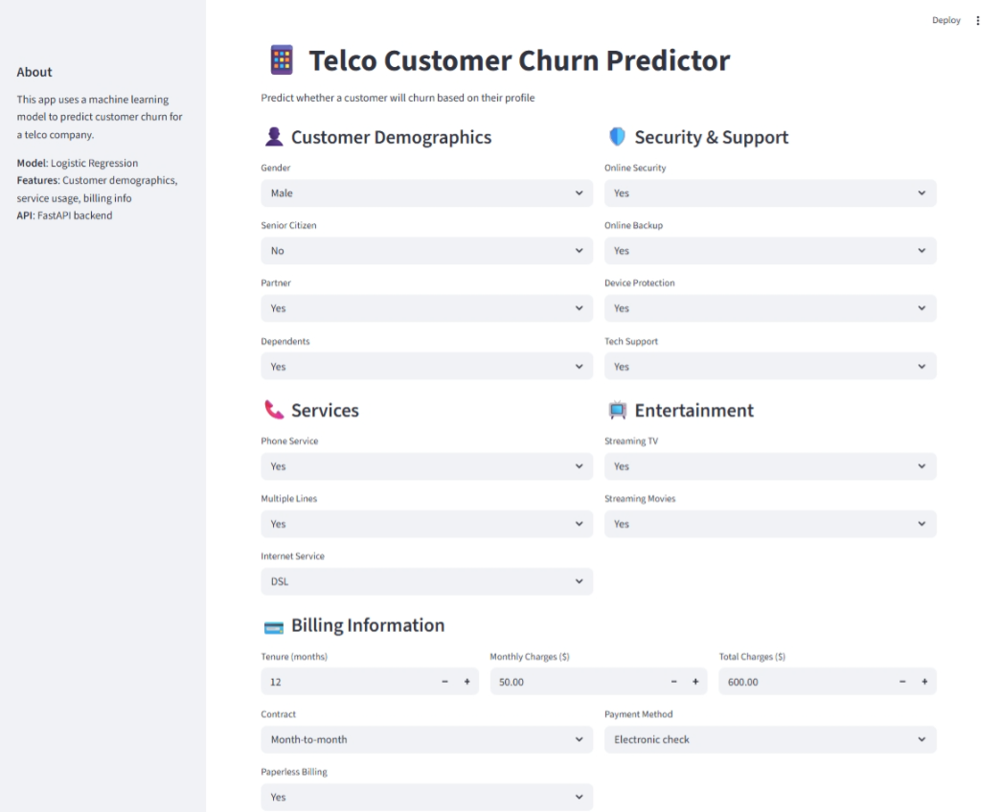 Deploy
About
This app uses a machine learning
model to predict customer churn for
a telco company.
Model: Logistic Regression
Features: Customer demographics,
service usage, billing info
API: FastAPI backend
Telco Customer Churn Predictor
Predict whether a customer will churn based on their profile
Customer Demographics
Gender
Male
Senior Citizen
No
Partner
Yes
Dependents
Yes
Security & Support
Online Security
Yes
Online Backup
Yes
Device Protection
Yes
Tech Support
Yes
Services
Phone Service
Yes
Multiple Lines
Yes
Internet Service
DSL
Entertainment
Streaming TV
Yes
Streaming Movies
Yes
Billing Information
Tenure (months)
12
Monthly Charges ($)
50.00
Total Charges ($)
600.00
Contract
Month-to-month
Payment Method
Electronic check
Paperless Billing
Yes